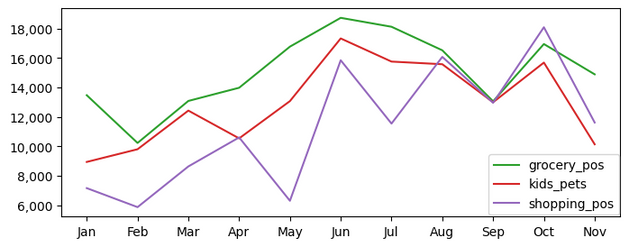 18,000
16,000
14,000
12,000
10,000
8,000
6,000
Jan Feb Mar Apr May Jun Jul Aug Sep Oct Nov
grocery_pos
kids_pets
shopping_pos